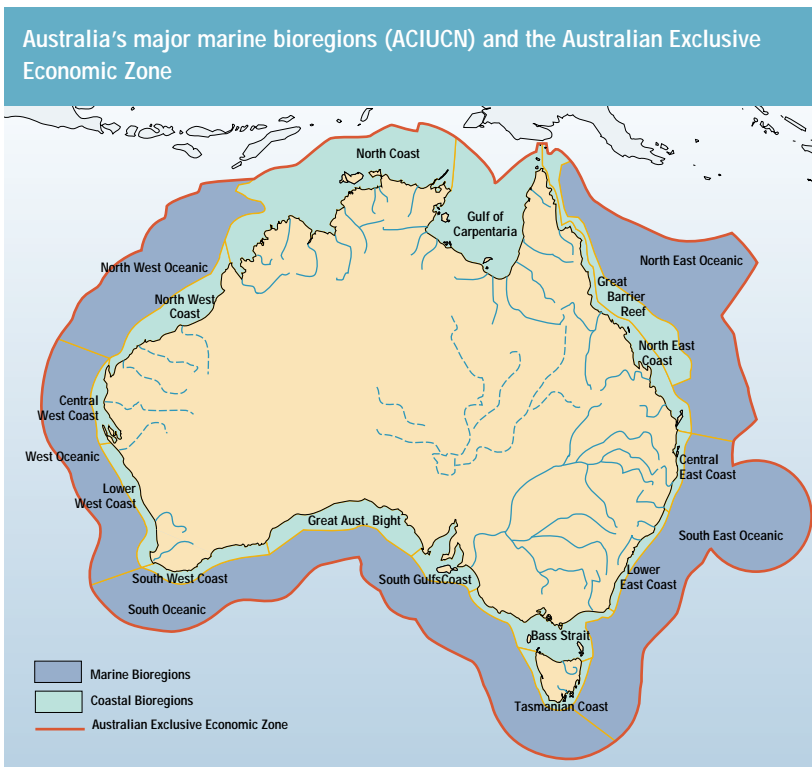 Australia's major marine bioregions (ACIUCN) and the Australian Exclusive
Economic Zone
North Coast
Gulf of
Carpentaria
North West Oceanic
North East Oceanic
North West
Coast
Great
Barrier
Reef
North East
Coast
Central
West Coast
West Oceanic
Central
East Coast
Lower
West Coast
Great Aust. Bight
South East Oceanic
South West Coast
South GulfsCoast
Lower
East Coast
South Oceanic
Bass Strait
Tasmanian Coast
Marine Bioregions
Coastal Bioregions
Australian Exclusive Economic Zone